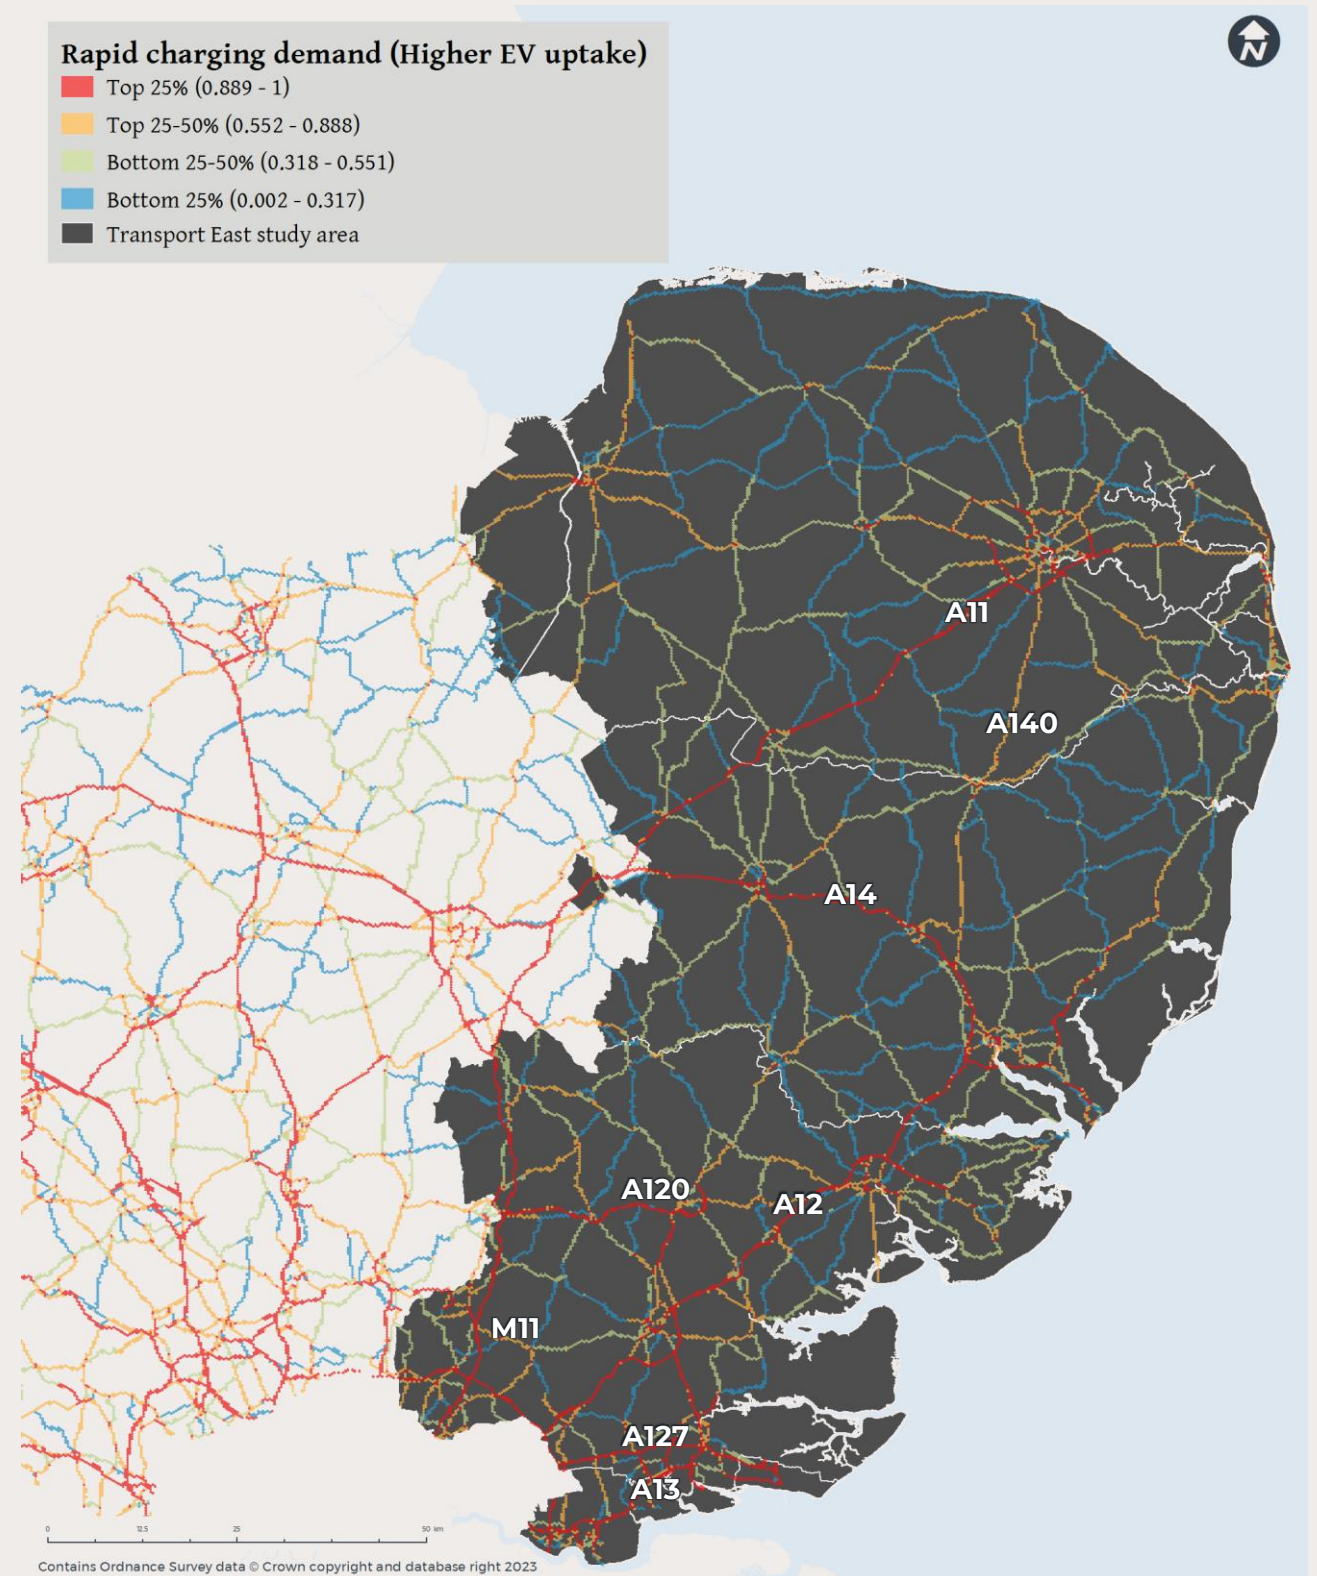 Rapid charging demand (Higher EV uptake)
Top 25% (0.889 - 1)
Top 25-50% (0.552 - 0.888)
Bottom 25-50% (0.318 - 0.551)
Bottom 25% (0.002 - 0.317)
Transport East study area
N
A11
A140
A14
A120
A12
M11
A127
A13
0 12.5 25 50 km
Contains Ordnance Survey data © Crown copyright and database right 2023